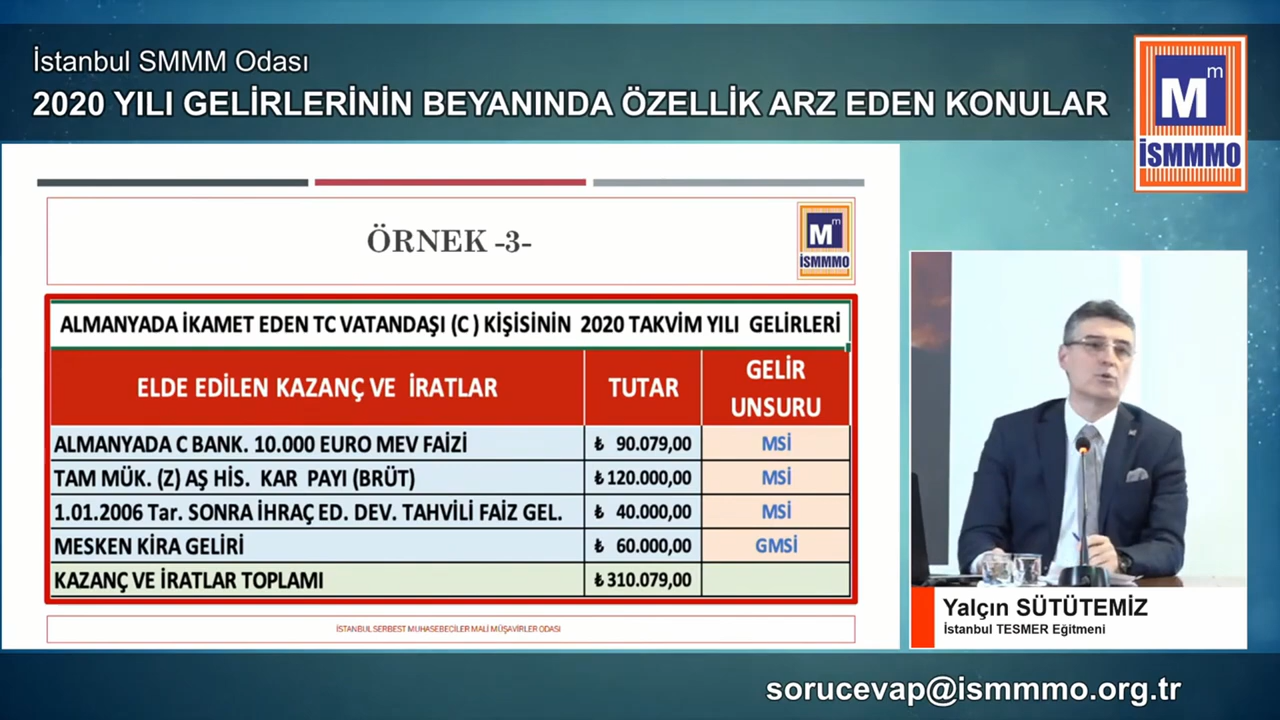 İstanbul SMMM Odası
2020 YILI GELİRLERİNİN BEYANINDA ÖZELLİK ARZ EDEN KONULAR
Mm
İSMMMO
ÖRNEK -3-
Mm
İSMMMO
ALMANYADA İKAMET EDEN TC VATANDAŞI (C ) KİŞİSİNİN 2020 TAKVİM YILI GELİRLERİ
ELDE EDİLEN KAZANÇ VE İRATLAR TUTAR GELİR UNSURU
ALMANYADA C BANK. 10.000 EURO MEV FAİZİ ₺ 90.079,00 MSİ
TAM MÜK. (Z) AŞ HİS. KAR PAYI (BRÜT) ₺ 120.000,00 MSİ
1.01.2006 Tar. SONRA İHRAÇ ED. DEV. TAHVİLİ FAİZ GEL. ₺ 40.000,00 MSİ
MESKEN KİRA GELİRİ ₺ 60.000,00 GMSİ
KAZANÇ VE İRATLAR TOPLAMI ₺ 310.079,00
İSTANBUL SERBEST MUHASEBECİLER MALİ MÜŞAVİRLER ODASI
Yalçın SÜTÜTEMİZ
İstanbul TESMER Eğitmeni
sorucevap@ismmmo.org.tr